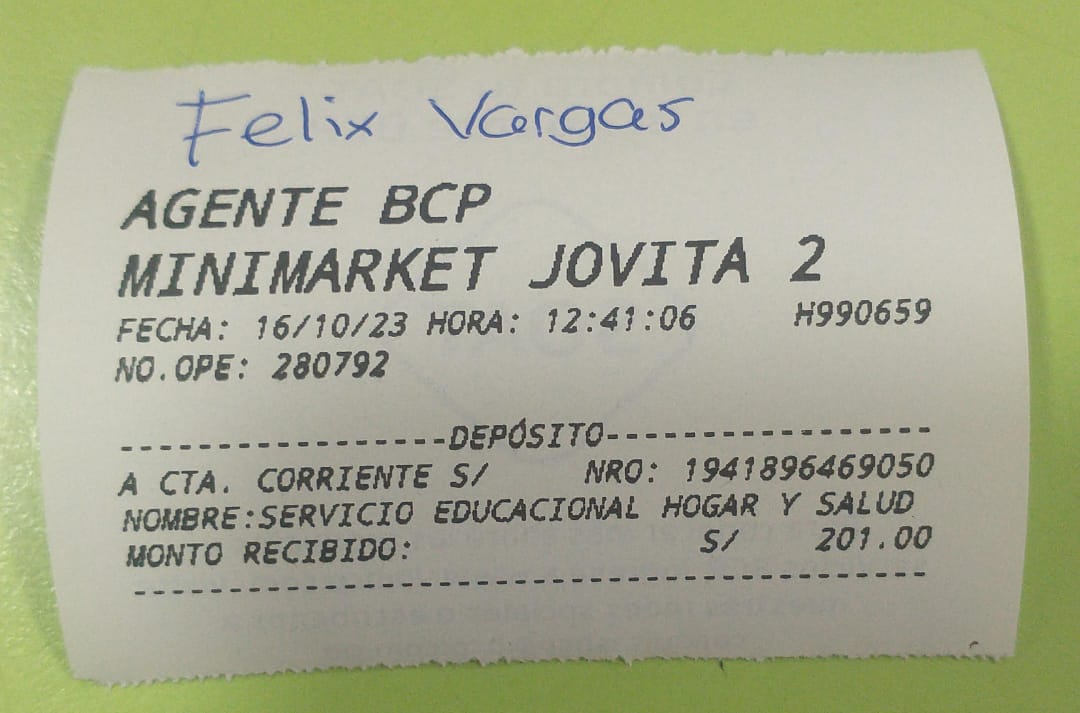 Felix Vargas
AGENTE BCP
MINIMARKET JOVITA 2
FECHA: 16/10/23 HORA: 12:41:06 H990659
NO.OPE: 280792
-----------------DEPÓSITO-----------------
A CTA. CORRIENTE S/ NRO: 1941896469050
NOMBRE:SERVICIO EDUCACIONAL HOGAR Y SALUD
MONTO RECIBIDO: S/ 201.00
------------------------------------------